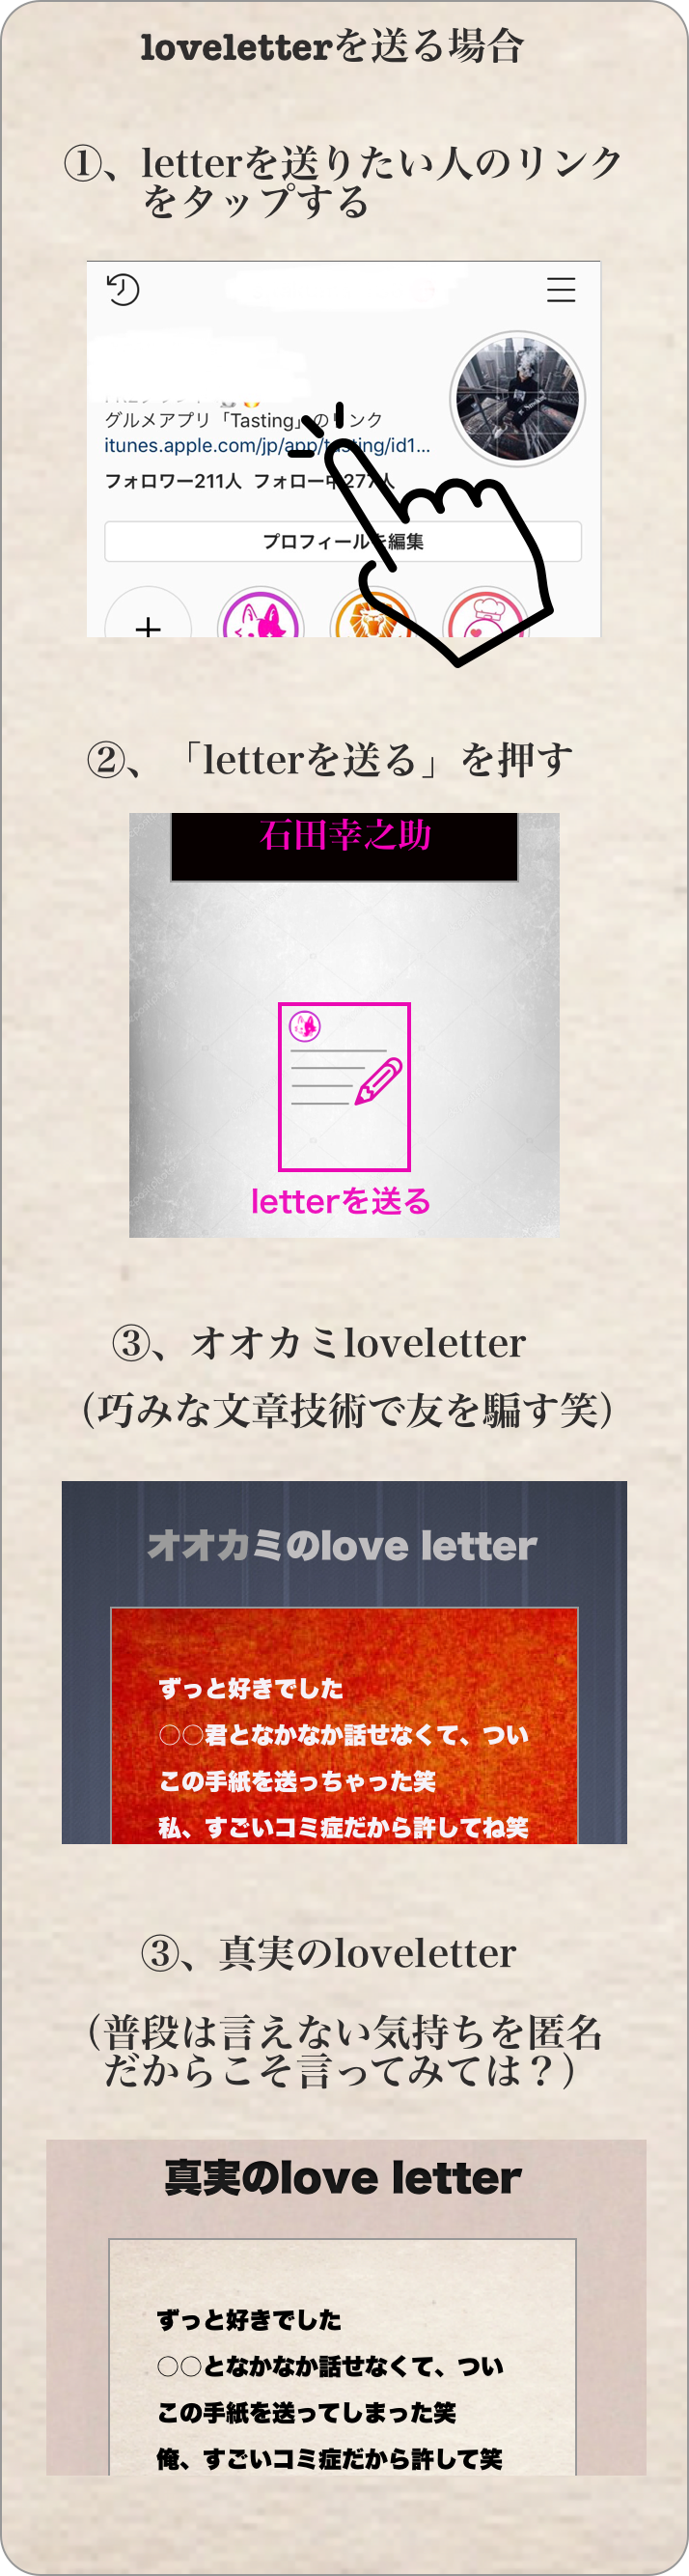 loveletterを送る場合
①、letterを送りたい人のリンク
をタップする
グルメアプリ「Tasting」のリンク
itunes.apple.com/jp/app/tasting/id1...
フォロワー211人 フォロー中277人
プロフィールを編集
②、「letterを送る」を押す
石田幸之助
letterを送る
③、オオカミloveletter
（巧みな文章技術で友を騙す笑）
オオカミのlove letter
ずっと好きでした
〇〇君となかなか話せなくて、つい
この手紙を送っちゃった笑
私、すごいコミ症だから許してね笑
③、真実のloveletter
（普段は言えない気持ちを匿名
だからこそ言ってみては？）
真実のlove letter
ずっと好きでした
〇〇となかなか話せなくて、つい
この手紙を送ってしまった笑
俺、すごいコミ症だから許して笑